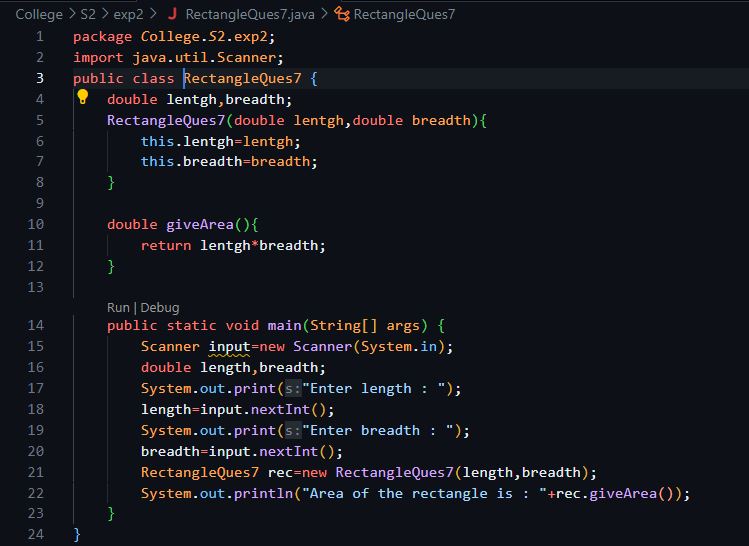 College > S2 > exp2 > J RectangleQues7.java > RectangleQues7
1 package College.S2.exp2;
2 import java.util.Scanner;
3 public class RectangleQues7 {
4 double lentgh,breadth;
5 RectangleQues7(double lentgh,double breadth){
6 this.lentgh=lentgh;
7 this.breadth=breadth;
8 }
9
10 double giveArea(){
11 return lentgh*breadth;
12 }
13
Run | Debug
14 public static void main(String[] args) {
15 Scanner input=new Scanner(System.in);
16 double length,breadth;
17 System.out.print(s:"Enter length : ");
18 length=input.nextInt();
19 System.out.print(s:"Enter breadth : ");
20 breadth=input.nextInt();
21 RectangleQues7 rec=new RectangleQues7(length,breadth);
22 System.out.println("Area of the rectangle is : "+rec.giveArea());
23 }
24 }